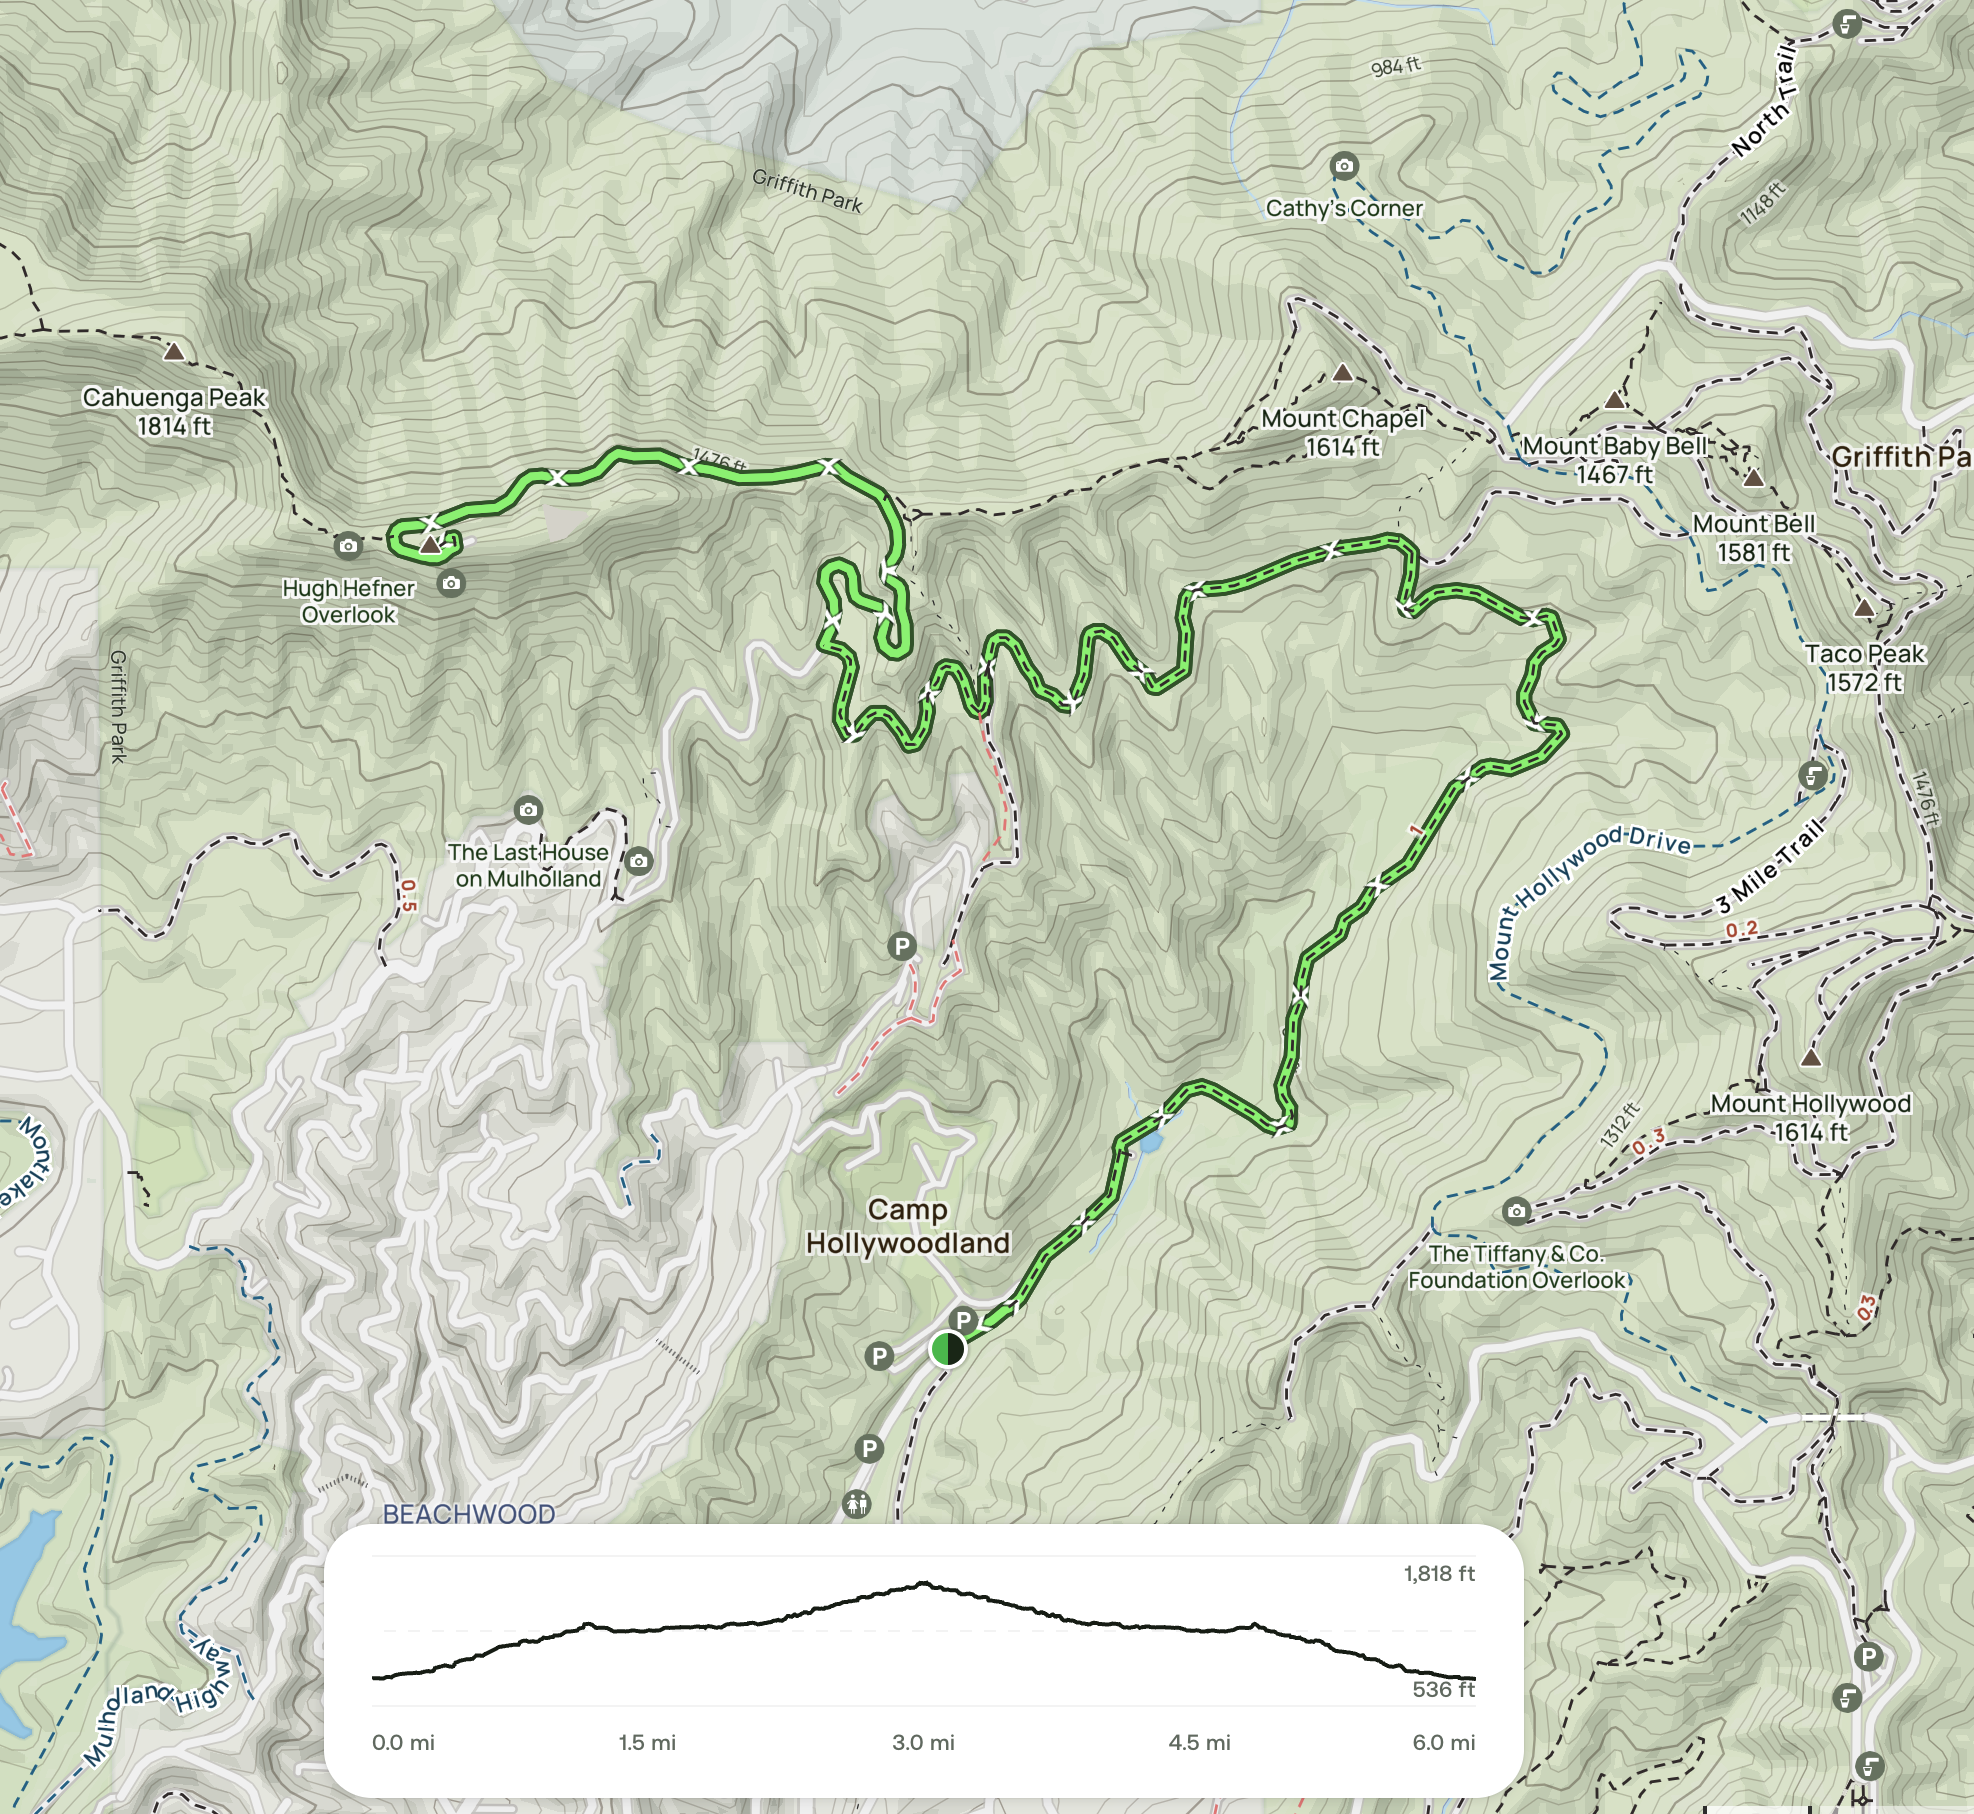 984 ft
North Trail
Griffith Park
Cathy's Corner
1148 ft
Cahuenga Peak
1814 ft
Mount Chapel
1614 ft
1476 ft
Mount Baby Bell
1467 ft
Griffith Pa
Mount Bell
1581 ft
Hugh Hefner
Overlook
Griffith Park
Taco Peak
1572 ft
1476 ft
The Last House
on Mulholland
1
Mount Hollywood Drive
3 Mile Trail
0.5
0.2
P
Montlake
Mount Hollywood
1614 ft
1312 ft
0.3
Camp
Hollywoodland
The Tiffany & Co.
Foundation Overlook
0.3
P
P
P
BEACHWOOD
Mulholland Highway
P
1,818 ft
536 ft
0.0 mi
1.5 mi
3.0 mi
4.5 mi
6.0 mi